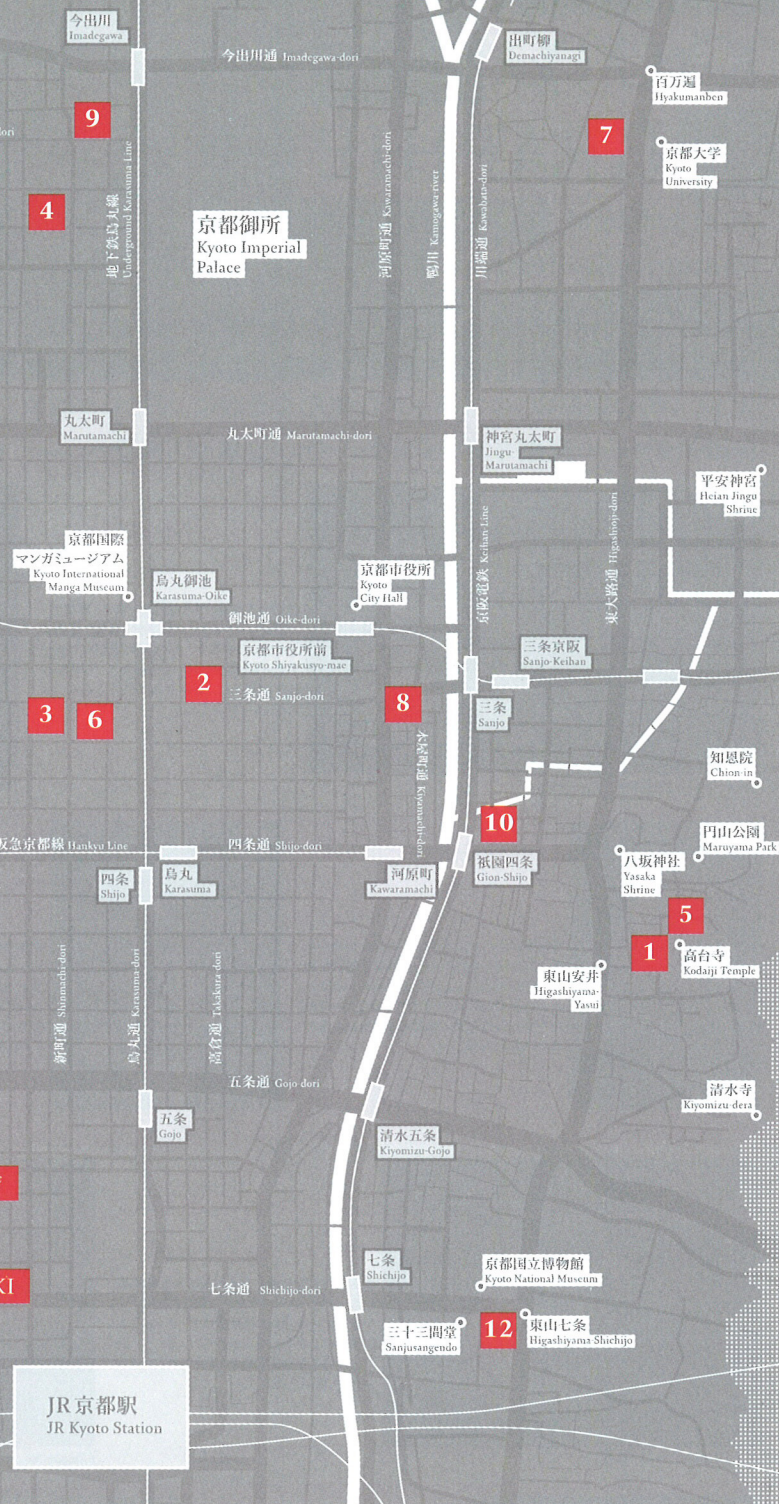 今出川
Imadegawa
今出川通 Imadegawa-dori
出町柳
Demachiyanagi
百万遍
Hyakumanben
9
7
京都大学
Kyoto
University
-dori
4
地下鉄烏丸線
Underground Karasuma Line
京都御所
Kyoto Imperial
Palace
河原町通 Kawaramachi-dori
鴨川 Kamogawa-river
川端通 Kawabata-dori
丸太町
Marutamachi
丸太町通 Marutamachi-dori
神宮丸太町
Jingu-
Marutamachi
平安神宮
Heian Jingu
Shrine
京都国際
マンガミュージアム
Kyoto International
Manga Museum
烏丸御池
Karasuma-Oike
京都市役所
Kyoto
City Hall
京阪電鉄 Keihan-Line
東大路通 Higashioji-dori
御池通 Oike-dori
京都市役所前
Kyoto Shiyakusyo-mae
三条京阪
Sanjo-Keihan
2
三条通 Sanjo-dori
3
6
8
三条
Sanjo
木屋町通 Kiyamachi-dori
知恩院
Chion-in
10
円山公園
Maruyama Park
阪急京都線 Hankyu Line
四条通 Shijo-dori
四条
Shijo
烏丸
Karasuma
河原町
Kawaramachi
祇園四条
Gion-Shijo
八坂神社
Yasaka
Shrine
5
1
高台寺
Kodaiji Temple
東山安井
Higashiyama-
Yasui
新町通 Shinmachi-dori
烏丸通 Karasuma-dori
高倉通 Takakura-dori
五条通 Gojo-dori
清水寺
Kiyomizu-dera
五条
Gojo
清水五条
Kiyomizu-Gojo
KI
七条
Shichijo
七条通 Shichijo-dori
京都国立博物館
Kyoto National Museum
三十三間堂
Sanjusangendo
12
東山七条
Higashiyama Shichijo
JR京都駅
JR Kyoto Station